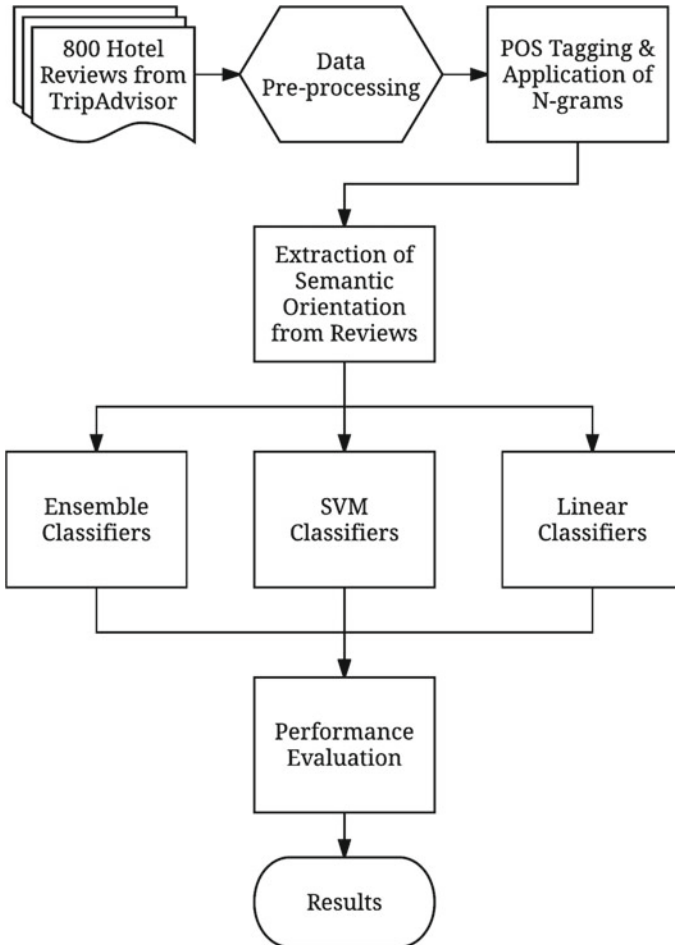 800 Hotel
Reviews from
TripAdvisor
Data
Pre-processing
POS Tagging &
Application of
N-grams
Extraction of
Semantic
Orientation
from Reviews
Ensemble
Classifiers
SVM
Classifiers
Linear
Classifiers
Performance
Evaluation
Results